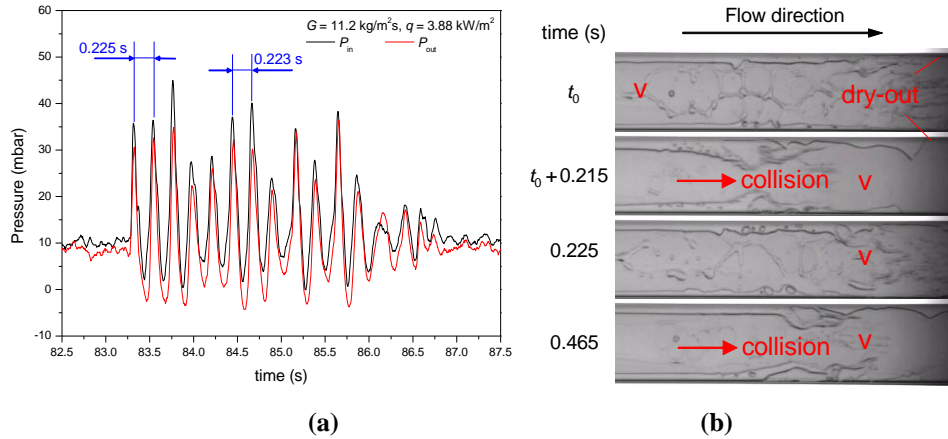 G = 11.2 kg/m²s, q = 3.88 kW/m²
P_in P_out
0.225 s
0.223 s
60
50
40
30
20
10
0
-10
Pressure (mbar)
82.5 83.0 83.5 84.0 84.5 85.0 85.5 86.0 86.5 87.0 87.5
time (s)
(a)
Flow direction
time (s)
t₀
v
dry-out
t₀ + 0.215
collision v
0.225
v
0.465
collision v
(b)